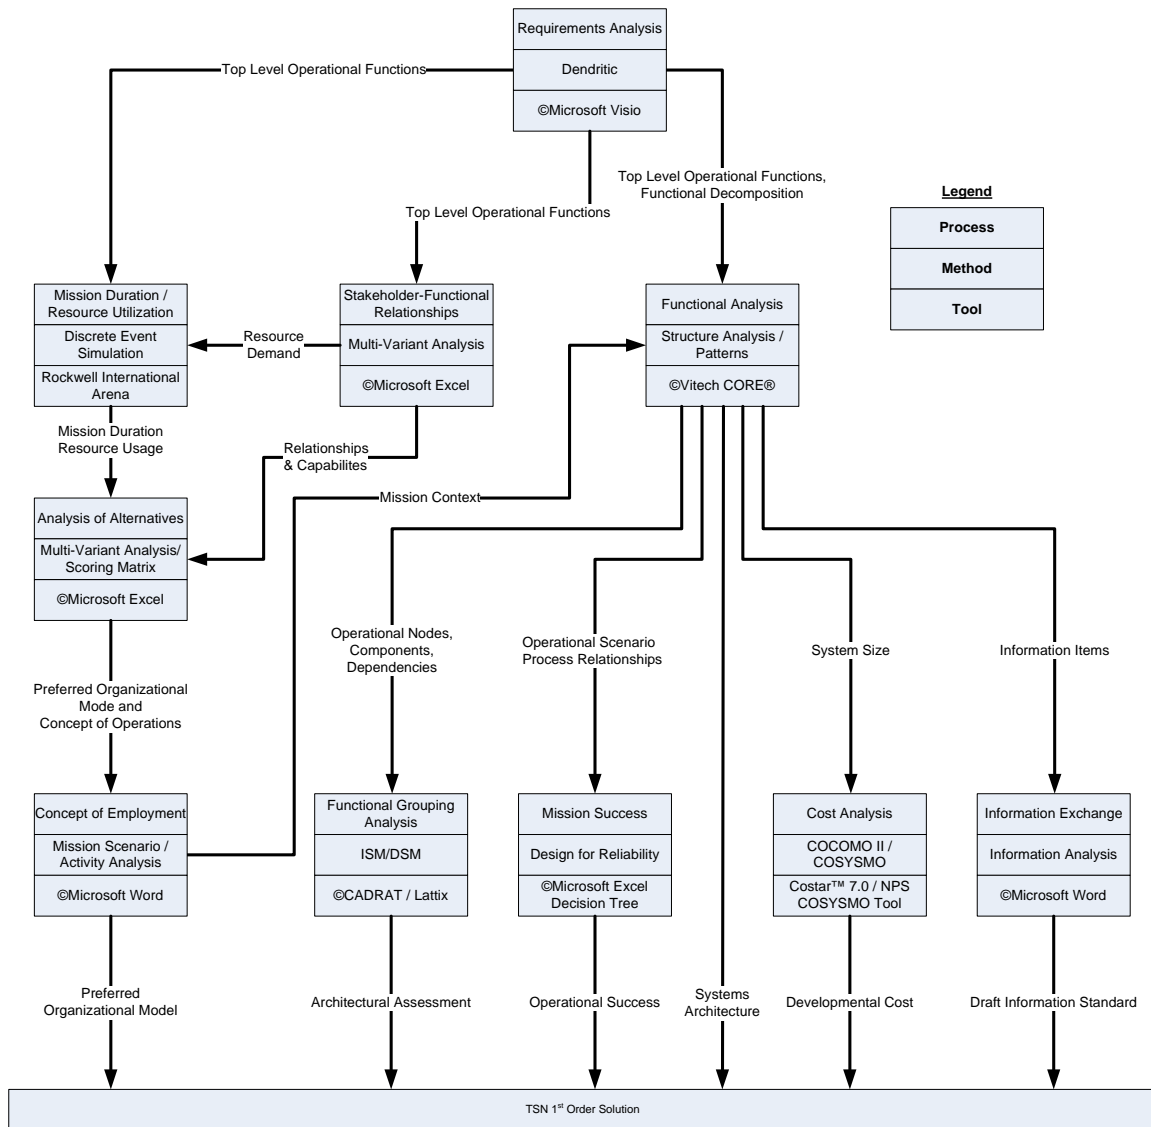 Requirements Analysis
Dendritic
©Microsoft Visio
Top Level Operational Functions
Top Level Operational Functions
Top Level Operational Functions,
Functional Decomposition
Legend
Process
Method
Tool
Mission Duration /
Resource Utilization
Discrete Event
Simulation
Rockwell International
Arena
Resource
Demand
Stakeholder-Functional
Relationships
Multi-Variant Analysis
©Microsoft Excel
Functional Analysis
Structure Analysis /
Patterns
©Vitech CORE®
Mission Duration
Resource Usage
Relationships
& Capabilites
Mission Context
Analysis of Alternatives
Multi-Variant Analysis/
Scoring Matrix
©Microsoft Excel
Preferred Organizational
Mode and
Concept of Operations
Operational Nodes,
Components,
Dependencies
Operational Scenario
Process Relationships
System Size
Information Items
Concept of Employment
Mission Scenario /
Activity Analysis
©Microsoft Word
Functional Grouping
Analysis
ISM/DSM
©CADRAT / Lattix
Mission Success
Design for Reliability
©Microsoft Excel
Decision Tree
Cost Analysis
COCOMO II /
COSYSMO
Costar™ 7.0 / NPS
COSYSMO Tool
Information Exchange
Information Analysis
©Microsoft Word
Preferred
Organizational Model
Architectural Assessment
Operational Success
Systems
Architecture
Developmental Cost
Draft Information Standard
TSN 1st Order Solution